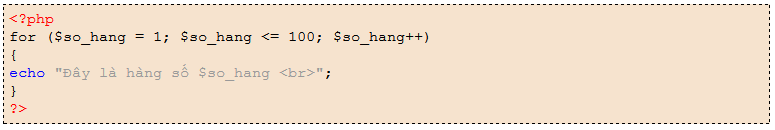 <?php
for ($so_hang = 1; $so_hang <= 100; $so_hang++)
{
echo "Đây là hàng số $so_hang <br>";
}
?>